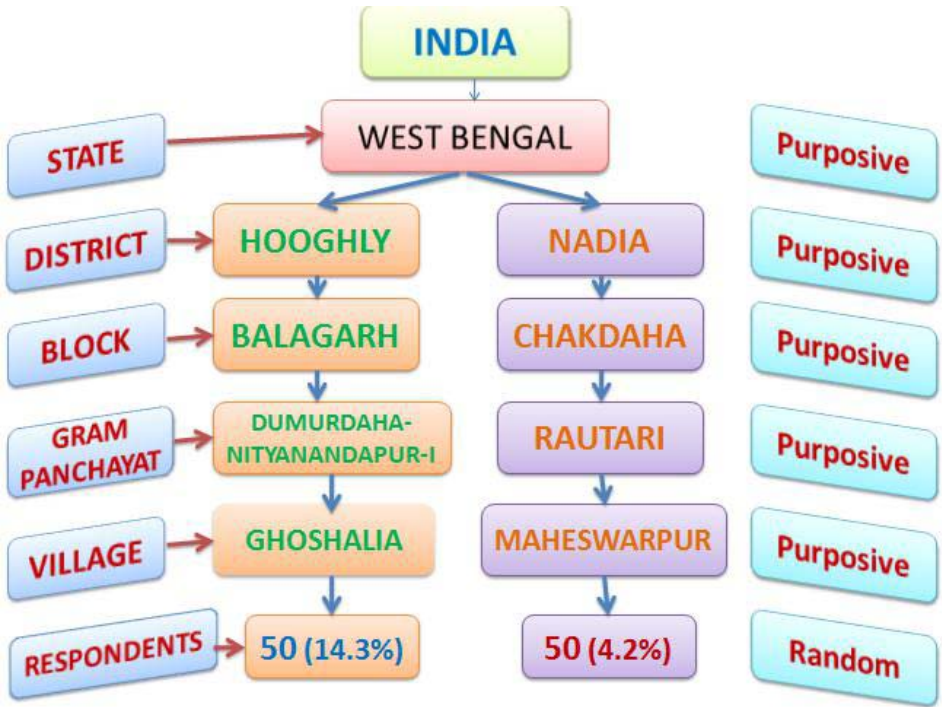 INDIA
STATE
WEST BENGAL
Purposive
DISTRICT
HOOGHLY
NADIA
Purposive
BLOCK
BALAGARH
CHAKDAHA
Purposive
GRAM
PANCHAYAT
DUMURDAHA-
NITYANANDAPUR-I
RAUTARI
Purposive
VILLAGE
GHOSHALIA
MAHESWARPUR
Purposive
RESPONDENTS
50 (14.3%)
50 (4.2%)
Random